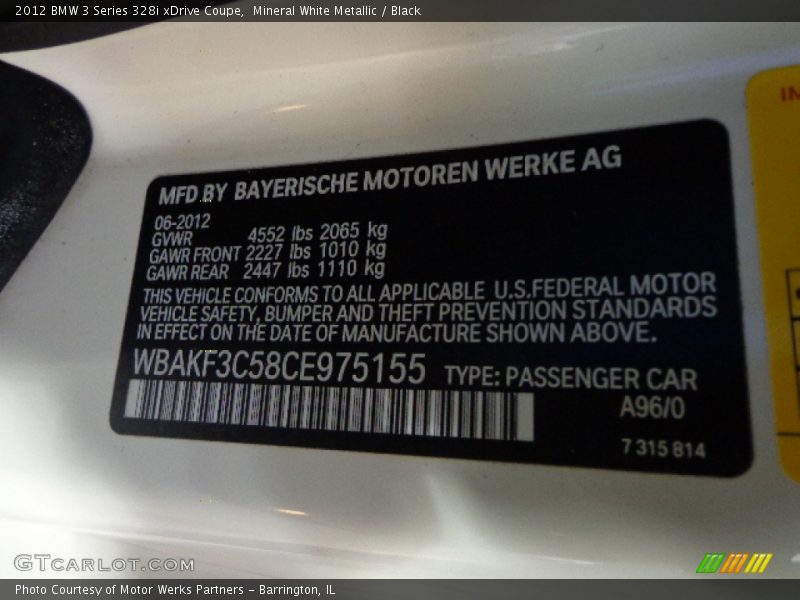 2012 BMW 3 Series 328i xDrive Coupe,  Mineral White Metallic / Black
MFD BY BAYERISCHE MOTOREN WERKE AG
06-2012
GVWR 4552 lbs 2065 kg
GAWR FRONT 2227 lbs 1010 kg
GAWR REAR 2447 lbs 1110 kg
THIS VEHICLE CONFORMS TO ALL APPLICABLE U.S.FEDERAL MOTOR
VEHICLE SAFETY, BUMPER AND THEFT PREVENTION STANDARDS
IN EFFECT ON THE DATE OF MANUFACTURE SHOWN ABOVE.
WBAKF3C58CE975155 TYPE: PASSENGER CAR
A96/0
7 315 814
GTCARLOT.COM
Photo Courtesy of Motor Werks Partners - Barrington, IL